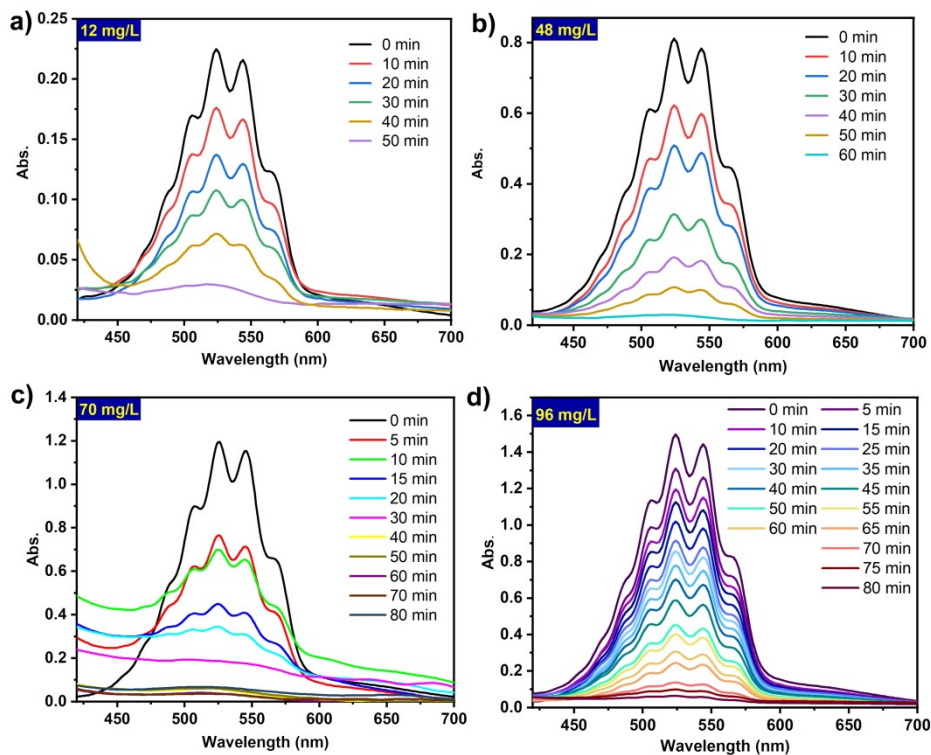 a)
12 mg/L
0.25
0.20
0.15
0.10
0.05
0.00
Abs.
450 500 550 600 650 700
Wavelength (nm)
0 min
10 min
20 min
30 min
40 min
50 min
b)
48 mg/L
0.8
0.6
0.4
0.2
0.0
Abs.
450 500 550 600 650 700
Wavelength (nm)
0 min
10 min
20 min
30 min
40 min
50 min
60 min
c)
70 mg/L
1.4
1.2
1.0
0.8
0.6
0.4
0.2
0.0
Abs.
450 500 550 600 650 700
Wavelength (nm)
0 min
5 min
10 min
15 min
20 min
30 min
40 min
50 min
60 min
70 min
80 min
d)
96 mg/L
1.6
1.4
1.2
1.0
0.8
0.6
0.4
0.2
0.0
Abs.
450 500 550 600 650 700
Wavelength (nm)
0 min 5 min
10 min 15 min
20 min 25 min
30 min 35 min
40 min 45 min
50 min 55 min
60 min 65 min
70 min
75 min
80 min